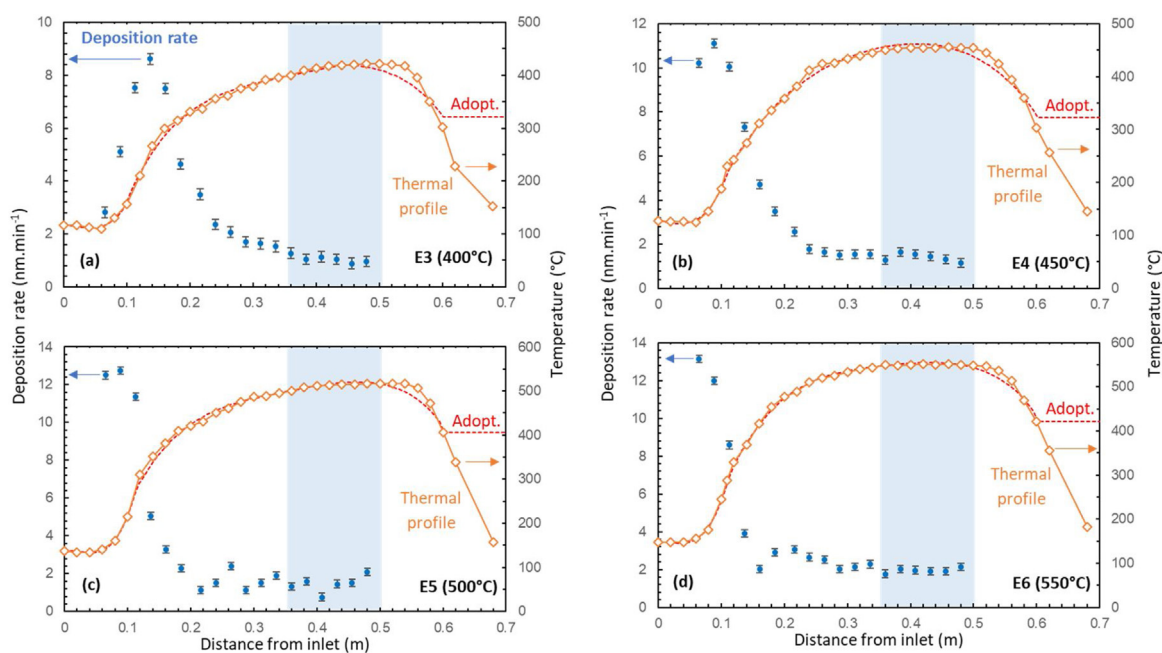 Deposition rate
Adopt.
Thermal profile
(a)
E3 (400°C)
10
8
6
4
2
0
500
400
300
200
100
0
0 0.1 0.2 0.3 0.4 0.5 0.6 0.7
Adopt.
Thermal profile
(b)
E4 (450°C)
12
10
8
6
4
2
0
500
400
300
200
100
0
0 0.1 0.2 0.3 0.4 0.5 0.6 0.7
Deposition rate (nm.min-1)
Temperature (°C)
Deposition rate (nm.min-1)
Temperature (°C)
Adopt.
Thermal profile
(c)
E5 (500°C)
14
12
10
8
6
4
2
0
600
500
400
300
200
100
0
0 0.1 0.2 0.3 0.4 0.5 0.6 0.7
Distance from inlet (m)
Adopt.
Thermal profile
(d)
E6 (550°C)
14
12
10
8
6
4
2
0
600
500
400
300
200
100
0
0 0.1 0.2 0.3 0.4 0.5 0.6 0.7
Distance from inlet (m)